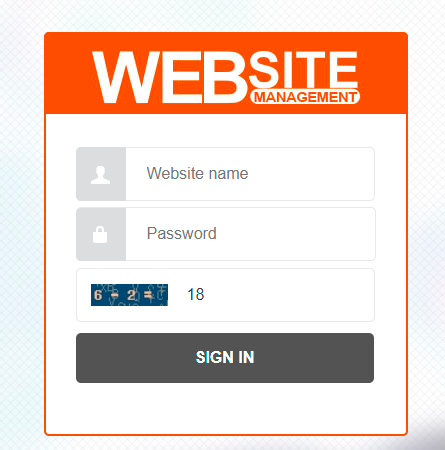 WEBSITE
MANAGEMENT
Website name
Password
6 - 2 = 18
SIGN IN